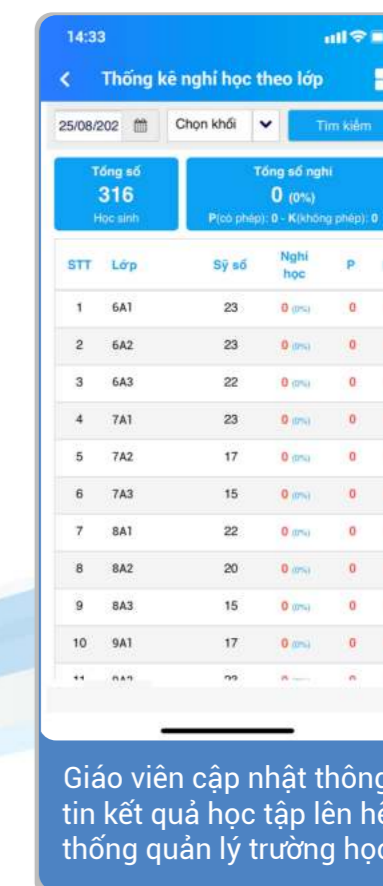 14:33
Thống kê nghỉ học theo lớp
25/08/202 Chọn khối Tìm kiếm
Tổng số
316
Học sinh
Tổng số nghỉ
0 (0%)
P(có phép): 0 - K(không phép): 0
STT Lớp Sỹ số Nghỉ học P
1 6A1 23 0 (0%) 0
2 6A2 23 0 (0%) 0
3 6A3 22 0 (0%) 0
4 7A1 23 0 (0%) 0
5 7A2 17 0 (0%) 0
6 7A3 15 0 (0%) 0
7 8A1 22 0 (0%) 0
8 8A2 20 0 (0%) 0
9 8A3 15 0 (0%) 0
10 9A1 17 0 (0%) 0
Giáo viên cập nhật thông
tin kết quả học tập lên hệ
thống quản lý trường học